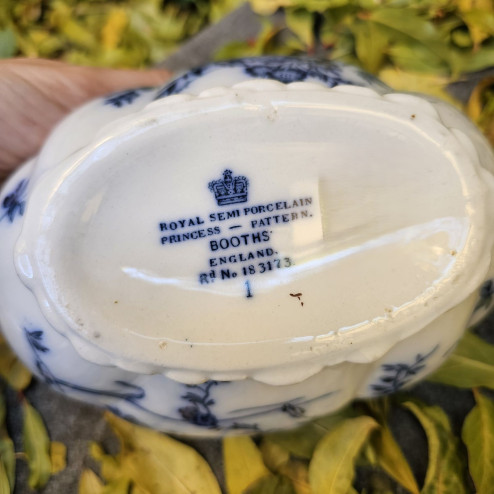 ROYAL SEMI PORCELAIN
PRINCESS — PATTERN.
BOOTHS
ENGLAND.
Rd No 183173.
1